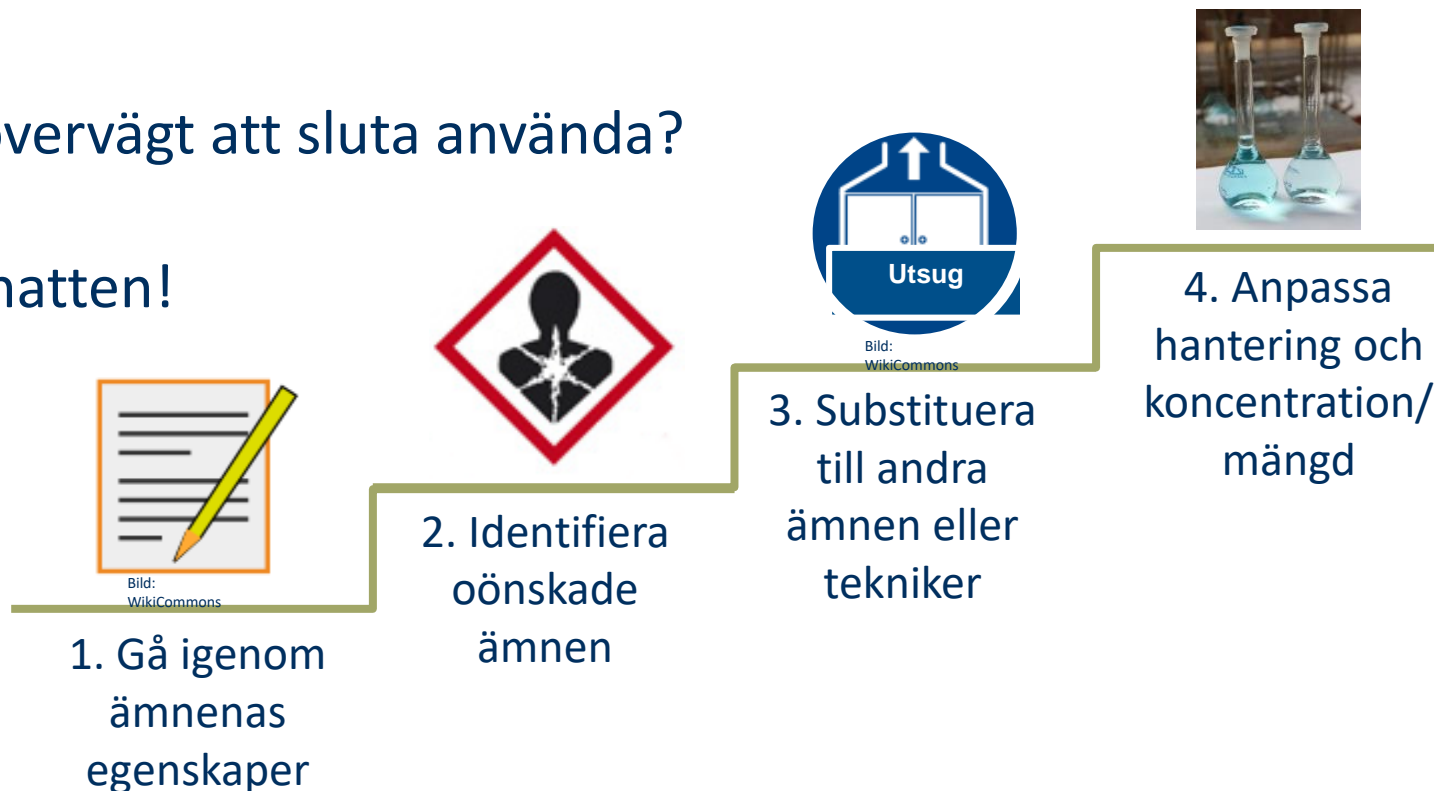 övervägt att sluta använda?
hatten!
Bild:
WikiCommons
1. Gå igenom
ämnenas
egenskaper
2. Identifiera
oönskade
ämnen
Utsug
Bild:
WikiCommons
3. Substituera
till andra
ämnen eller
tekniker
4. Anpassa
hantering och
koncentration/
mängd